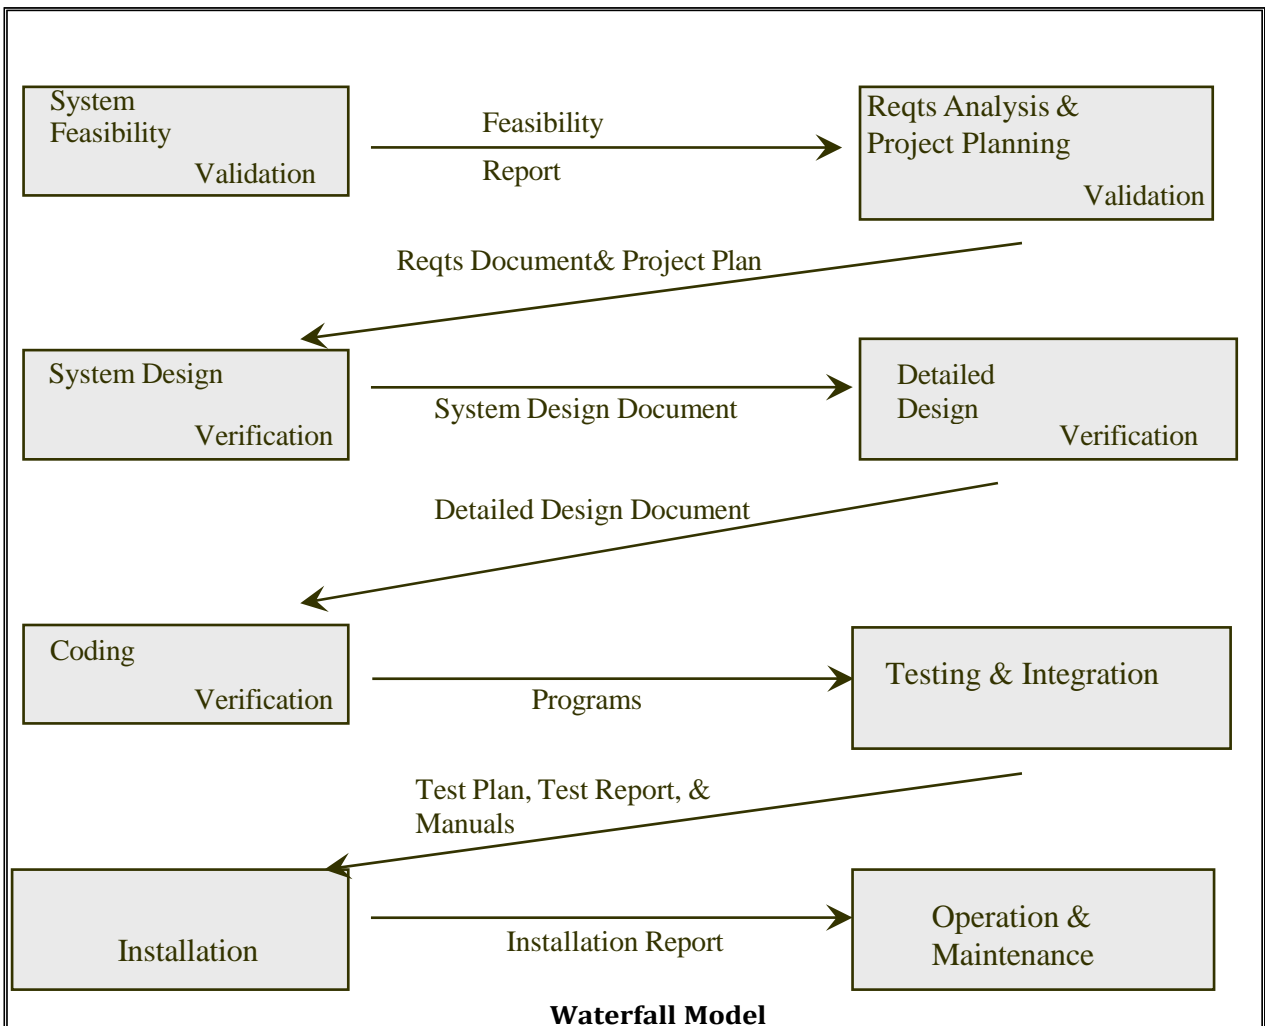 System
Feasibility
Validation
Feasibility
Report
Reqts Analysis &
Project Planning
Validation
Reqts Document& Project Plan
System Design
Verification
System Design Document
Detailed
Design
Verification
Detailed Design Document
Coding
Verification
Programs
Testing & Integration
Test Plan, Test Report, &
Manuals
Installation
Installation Report
Operation &
Maintenance
Waterfall Model